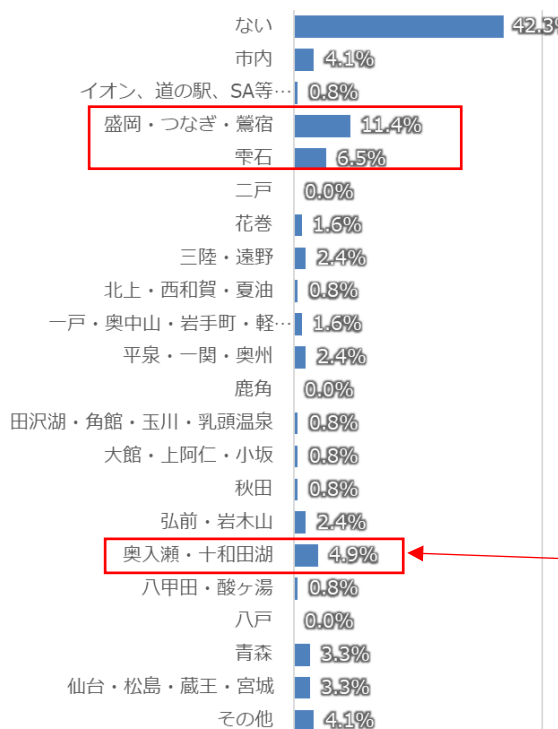 ない 42.3%
市内 4.1%
イオン、道の駅、SA等… 0.8%
盛岡・つなぎ・鶯宿 11.4%
雫石 6.5%
二戸 0.0%
花巻 1.6%
三陸・遠野 2.4%
北上・西和賀・夏油 0.8%
一戸・奥中山・岩手町・軽… 1.6%
平泉・一関・奥州 2.4%
鹿角 0.0%
田沢湖・角館・玉川・乳頭温泉 0.8%
大館・上阿仁・小坂 0.8%
秋田 0.8%
弘前・岩木山 2.4%
奥入瀬・十和田湖 4.9%
八甲田・酸ヶ湯 0.8%
八戸 0.0%
青森 3.3%
仙台・松島・蔵王・宮城 3.3%
その他 4.1%